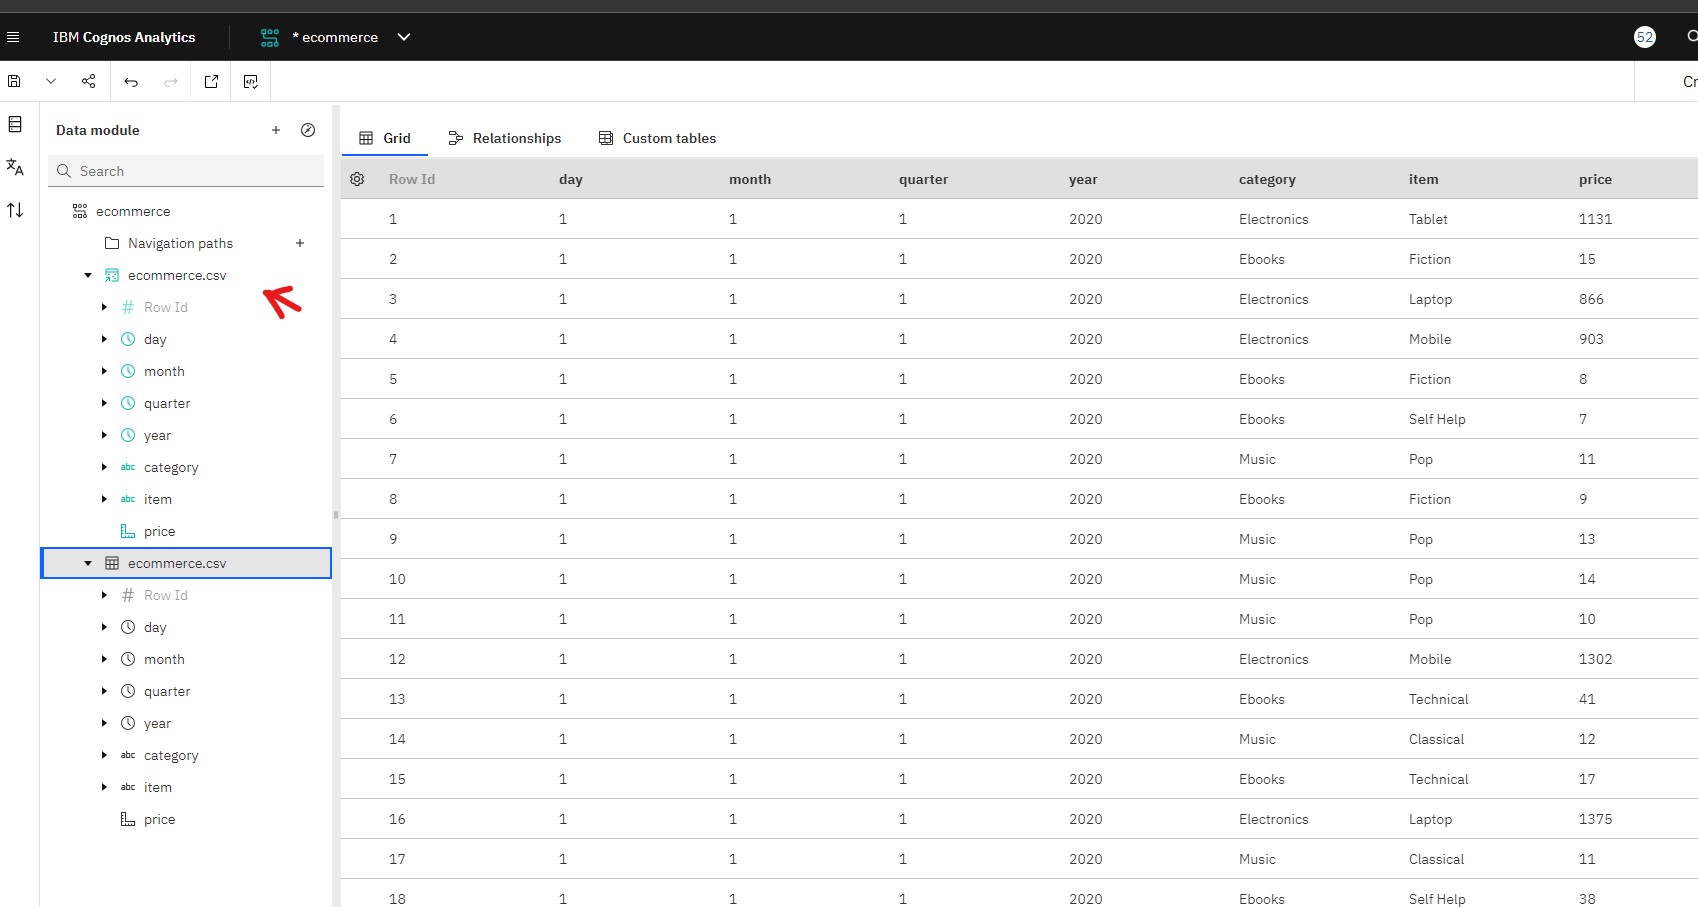 IBM Cognos Analytics
* ecommerce
52
Cr
Data module
Search
ecommerce
Navigation paths
ecommerce.csv
Row Id
day
month
quarter
year
abc category
abc item
price
ecommerce.csv
Row Id
day
month
quarter
year
abc category
abc item
price
Grid Relationships Custom tables
Row Id day month quarter year category item price
1 1 1 1 2020 Electronics Tablet 1131
2 1 1 1 2020 Ebooks Fiction 15
3 1 1 1 2020 Electronics Laptop 866
4 1 1 1 2020 Electronics Mobile 903
5 1 1 1 2020 Ebooks Fiction 8
6 1 1 1 2020 Ebooks Self Help 7
7 1 1 1 2020 Music Pop 11
8 1 1 1 2020 Ebooks Fiction 9
9 1 1 1 2020 Music Pop 13
10 1 1 1 2020 Music Pop 14
11 1 1 1 2020 Music Pop 10
12 1 1 1 2020 Electronics Mobile 1302
13 1 1 1 2020 Ebooks Technical 41
14 1 1 1 2020 Music Classical 12
15 1 1 1 2020 Ebooks Technical 17
16 1 1 1 2020 Electronics Laptop 1375
17 1 1 1 2020 Music Classical 11
18 1 1 1 2020 Ebooks Self Help 38